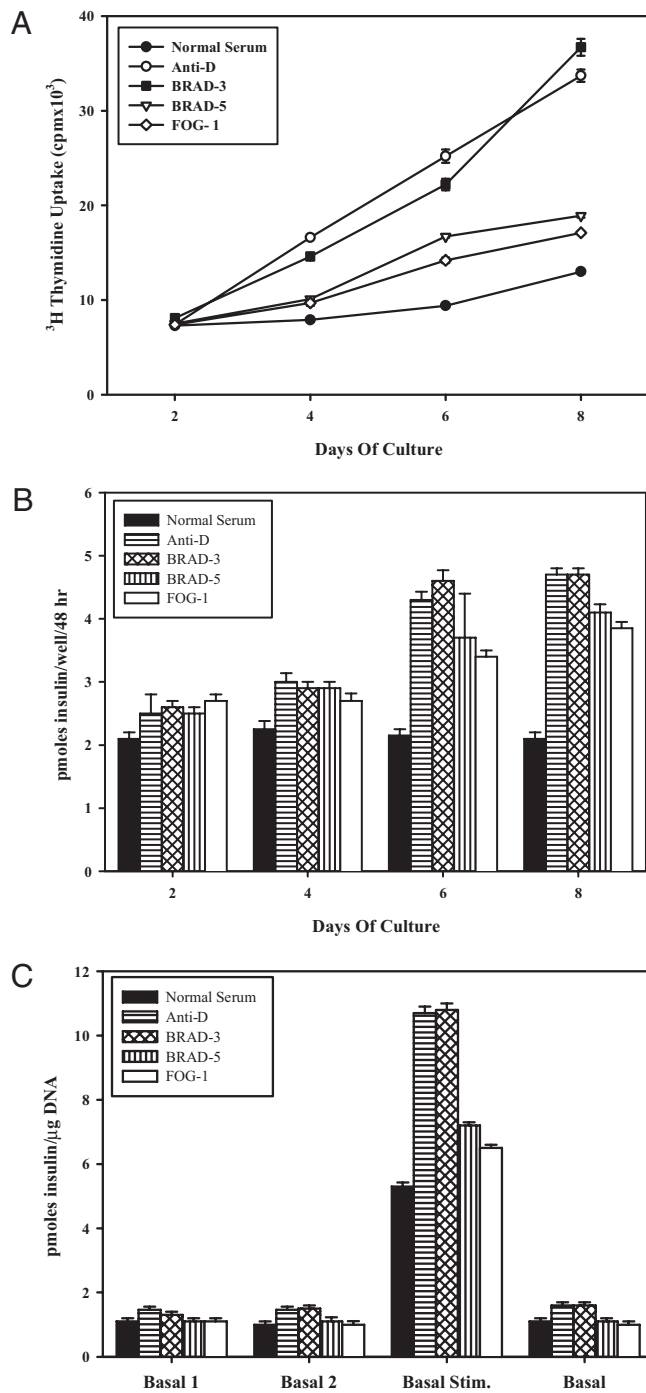 A
40
30
20
10
0
³H Thymidine Uptake (cpmx10³)
Normal Serum
Anti-D
BRAD-3
BRAD-5
FOG- 1
2 4 6 8
Days Of Culture
B
6
5
4
3
2
1
0
pmoles insulin/well/48 hr
Normal Serum
Anti-D
BRAD-3
BRAD-5
FOG-1
2 4 6 8
Days Of Culture
C
12
10
8
6
4
2
0
pmoles insulin/µg DNA
Normal Serum
Anti-D
BRAD-3
BRAD-5
FOG-1
Basal 1 Basal 2 Basal Stim. Basal